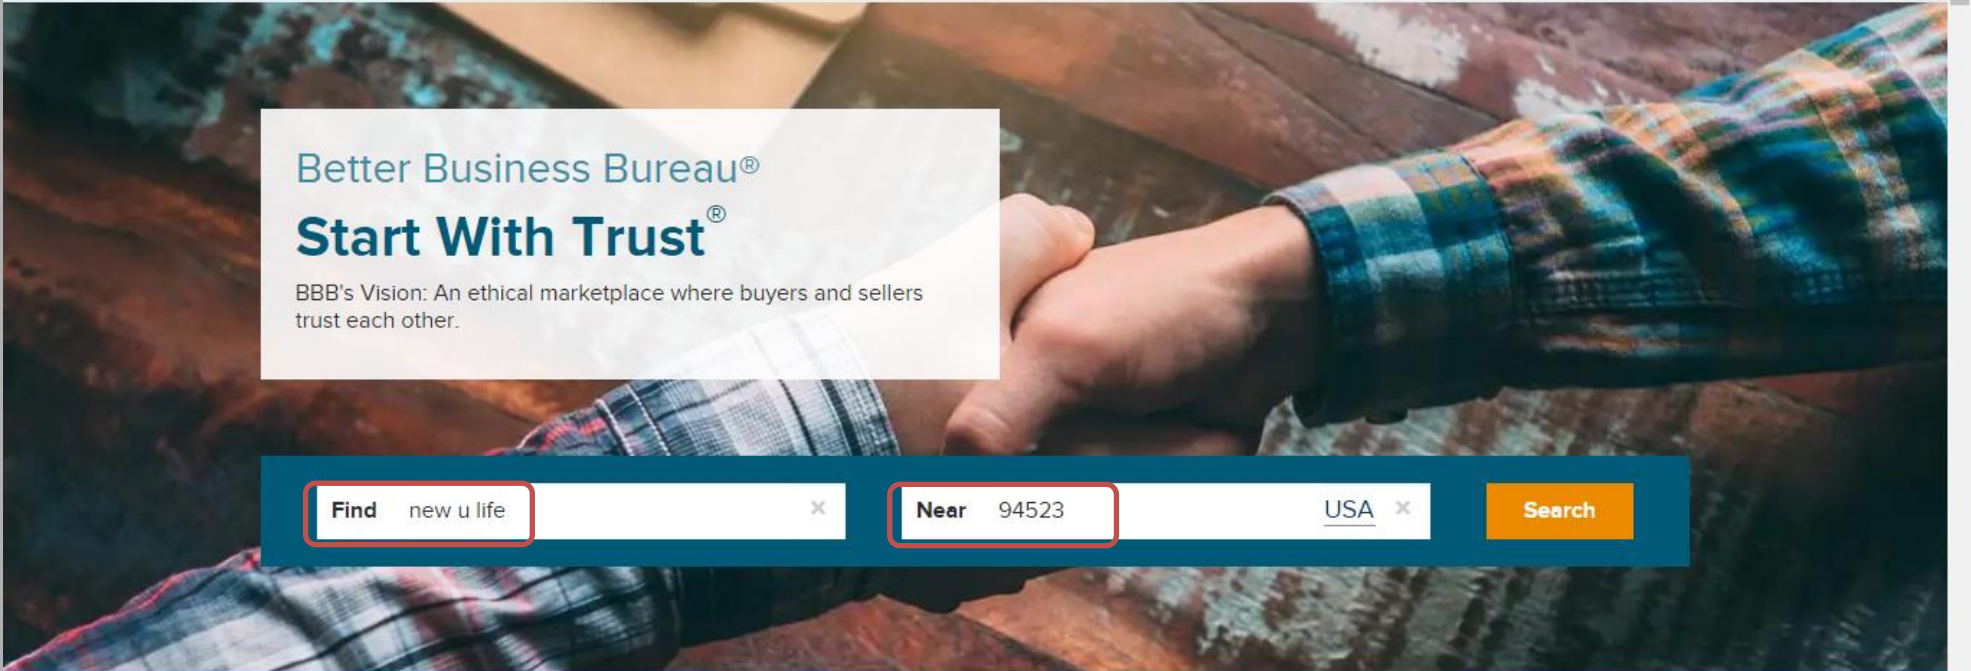 Better Business Bureau®
Start With Trust®
BBB's Vision: An ethical marketplace where buyers and sellers
trust each other.
Find new u life × Near 94523 USA × Search